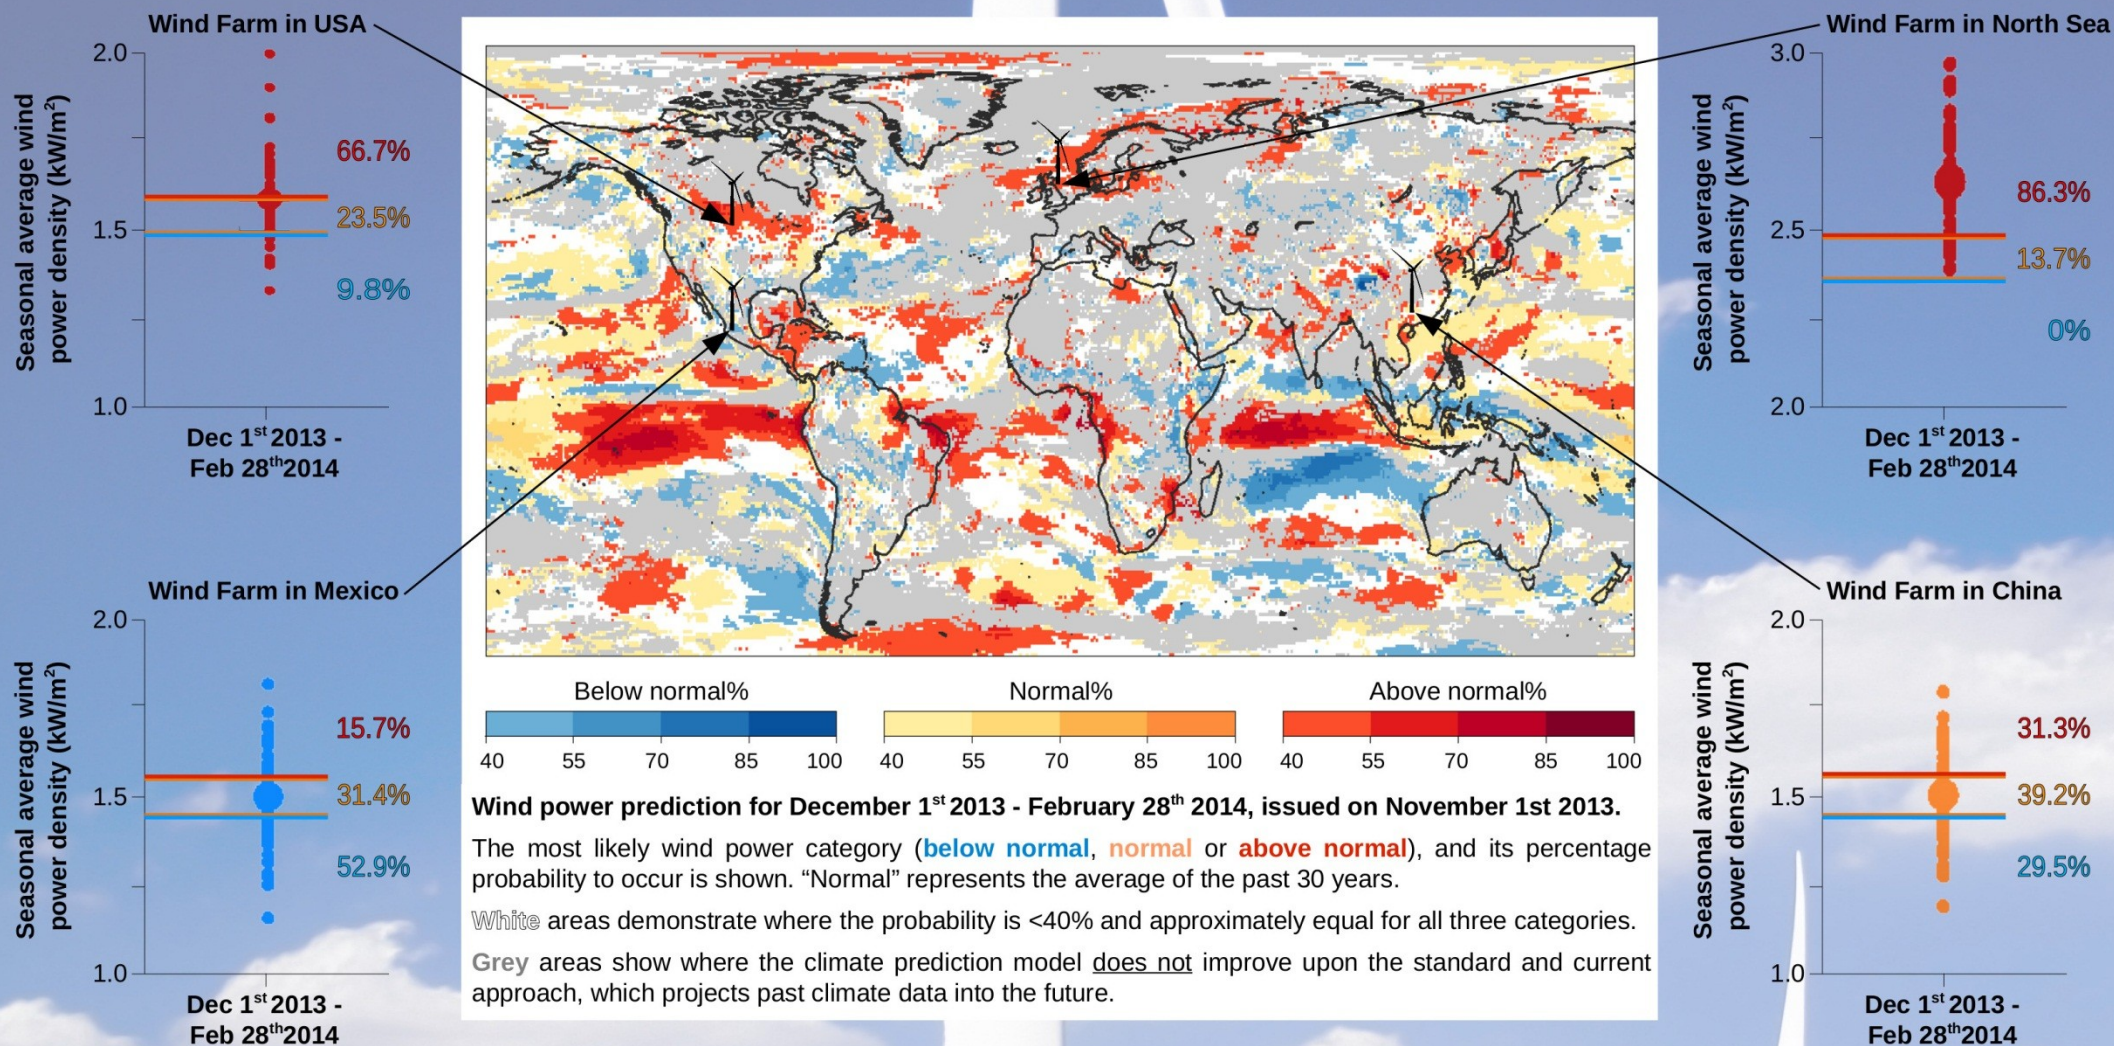 Wind Farm in USA
Seasonal average wind
power density (kW/m²)
2.0
1.5
1.0
66.7%
23.5%
9.8%
Dec 1st 2013 -
Feb 28th2014
Wind Farm in North Sea
Seasonal average wind
power density (kW/m²)
3.0
2.5
2.0
86.3%
13.7%
0%
Dec 1st 2013 -
Feb 28th2014
Wind Farm in Mexico
Seasonal average wind
power density (kW/m²)
2.0
1.5
1.0
15.7%
31.4%
52.9%
Dec 1st 2013 -
Feb 28th2014
Wind Farm in China
Seasonal average wind
power density (kW/m²)
2.0
1.5
1.0
31.3%
39.2%
29.5%
Dec 1st 2013 -
Feb 28th2014
Below normal%
40 55 70 85 100
Normal%
40 55 70 85 100
Above normal%
40 55 70 85 100
Wind power prediction for December 1st 2013 - February 28th 2014, issued on November 1st 2013.
The most likely wind power category (below normal, normal or above normal), and its percentage
probability to occur is shown. “Normal” represents the average of the past 30 years.
White areas demonstrate where the probability is <40% and approximately equal for all three categories.
Grey areas show where the climate prediction model does not improve upon the standard and current
approach, which projects past climate data into the future.